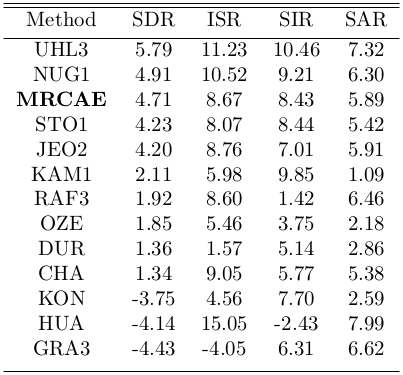 Method SDR ISR SIR SAR
UHL3 5.79 11.23 10.46 7.32
NUG1 4.91 10.52 9.21 6.30
MRCAE 4.71 8.67 8.43 5.89
STO1 4.23 8.07 8.44 5.42
JEO2 4.20 8.76 7.01 5.91
KAM1 2.11 5.98 9.85 1.09
RAF3 1.92 8.60 1.42 6.46
OZE 1.85 5.46 3.75 2.18
DUR 1.36 1.57 5.14 2.86
CHA 1.34 9.05 5.77 5.38
KON -3.75 4.56 7.70 2.59
HUA -4.14 15.05 -2.43 7.99
GRA3 -4.43 -4.05 6.31 6.62